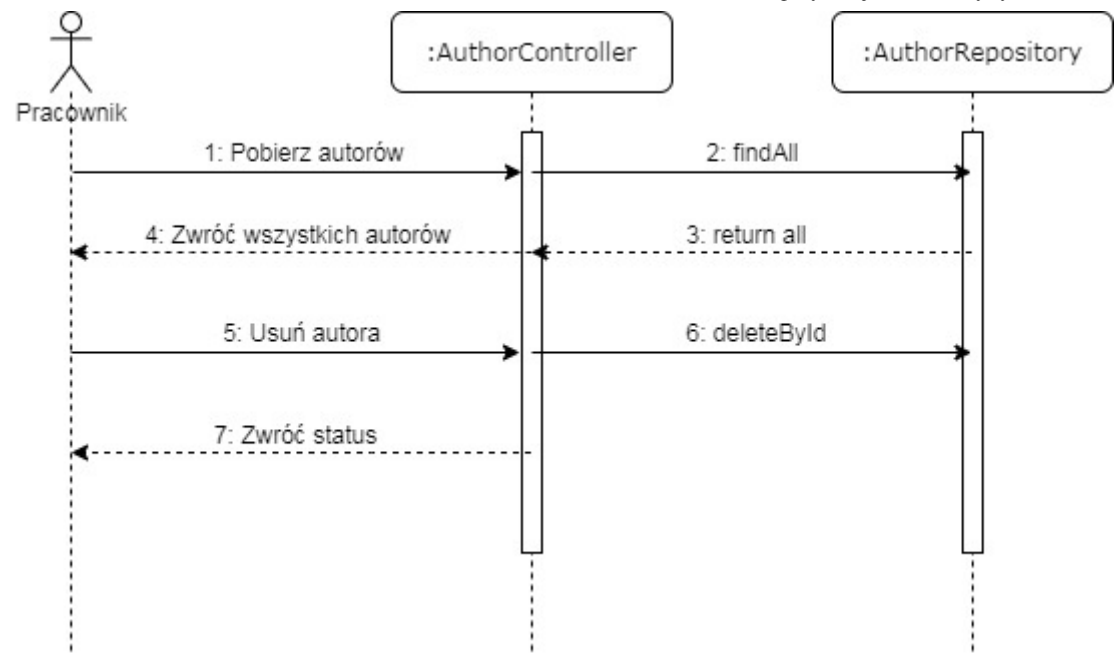 :AuthorController
:AuthorRepository
Pracownik
1: Pobierz autorów
2: findAll
4: Zwróć wszystkich autorów
3: return all
5: Usuń autora
6: deleteById
7: Zwróć status